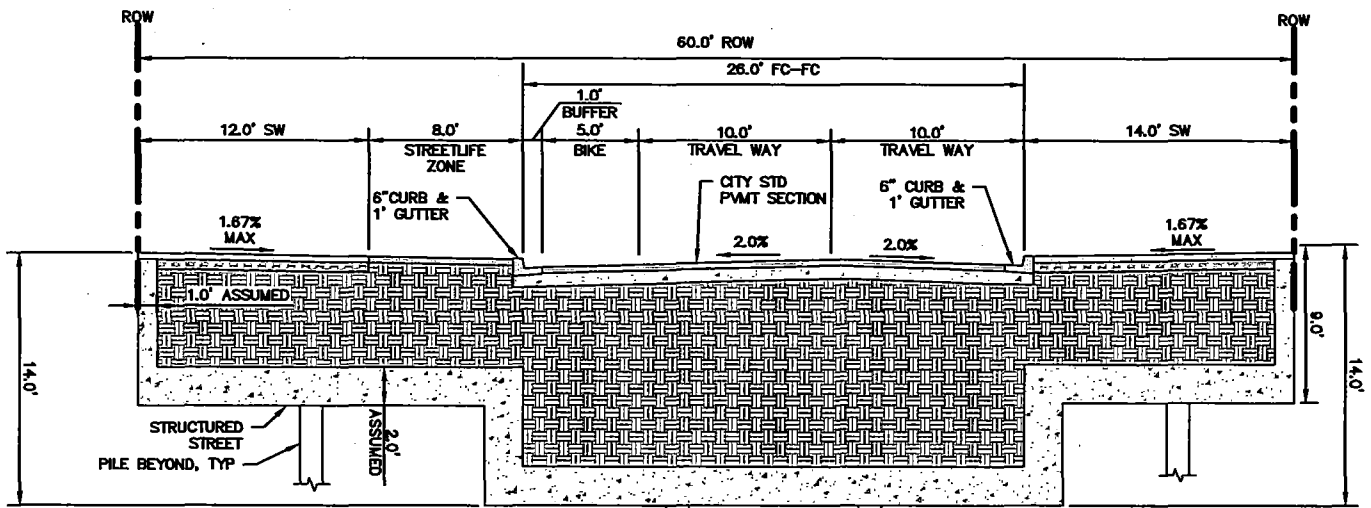 ROW
ROW
60.0' ROW
26.0' FC-FC
1.0'
BUFFER
12.0' SW
8.0'
STREETLIFE
ZONE
5.0'
BIKE
10.0'
TRAVEL WAY
10.0'
TRAVEL WAY
14.0' SW
6" CURB &
1' GUTTER
CITY STD
PVMT SECTION
6" CURB &
1' GUTTER
1.67%
MAX
2.0%
2.0%
1.67%
MAX
1.0' ASSUMED
14.0'
9.0'
14.0'
2.0'
ASSUMED
STRUCTURED
STREET
PILE BEYOND, TYP